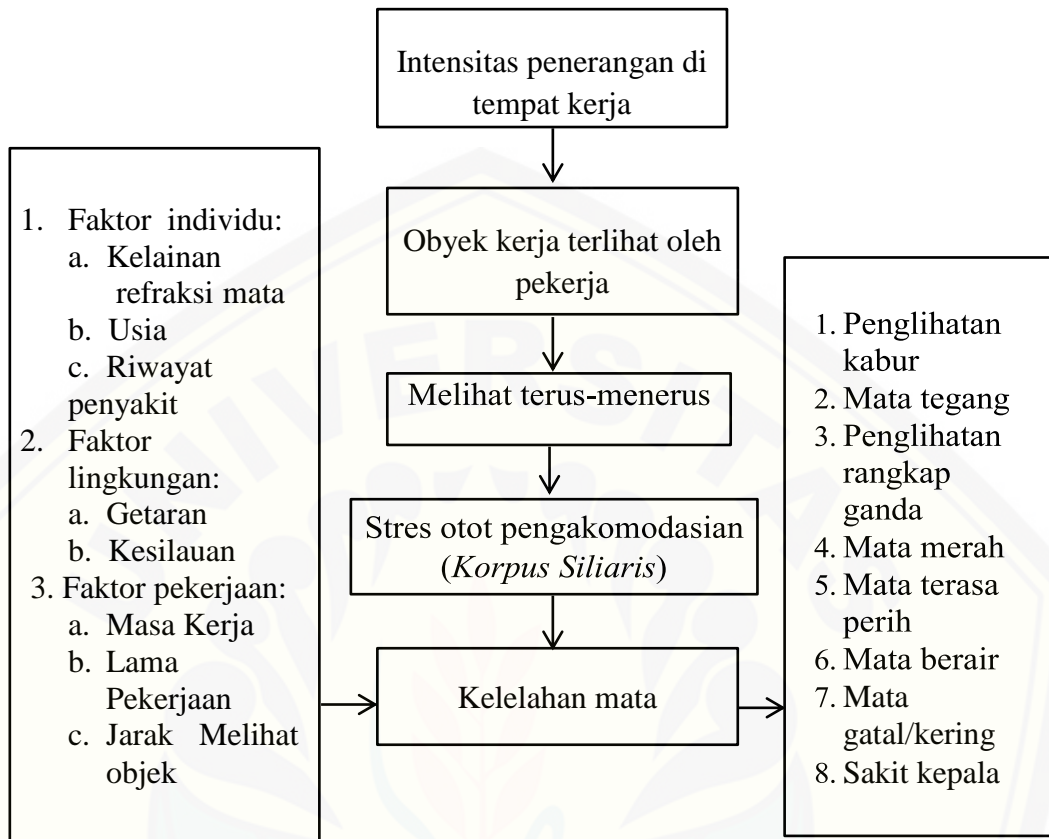 Intensitas penerangan di
tempat kerja
1. Faktor individu:
a. Kelainan
refraksi mata
b. Usia
c. Riwayat
penyakit
2. Faktor
lingkungan:
a. Getaran
b. Kesilauan
3. Faktor pekerjaan:
a. Masa Kerja
b. Lama
Pekerjaan
c. Jarak Melihat
objek
Obyek kerja terlihat oleh
pekerja
Melihat terus-menerus
Stres otot pengakomodasian
(Korpus Siliaris)
Kelelahan mata
1. Penglihatan
kabur
2. Mata tegang
3. Penglihatan
rangkap
ganda
4. Mata merah
5. Mata terasa
perih
6. Mata berair
7. Mata
gatal/kering
8. Sakit kepala
UNIVERSITAS